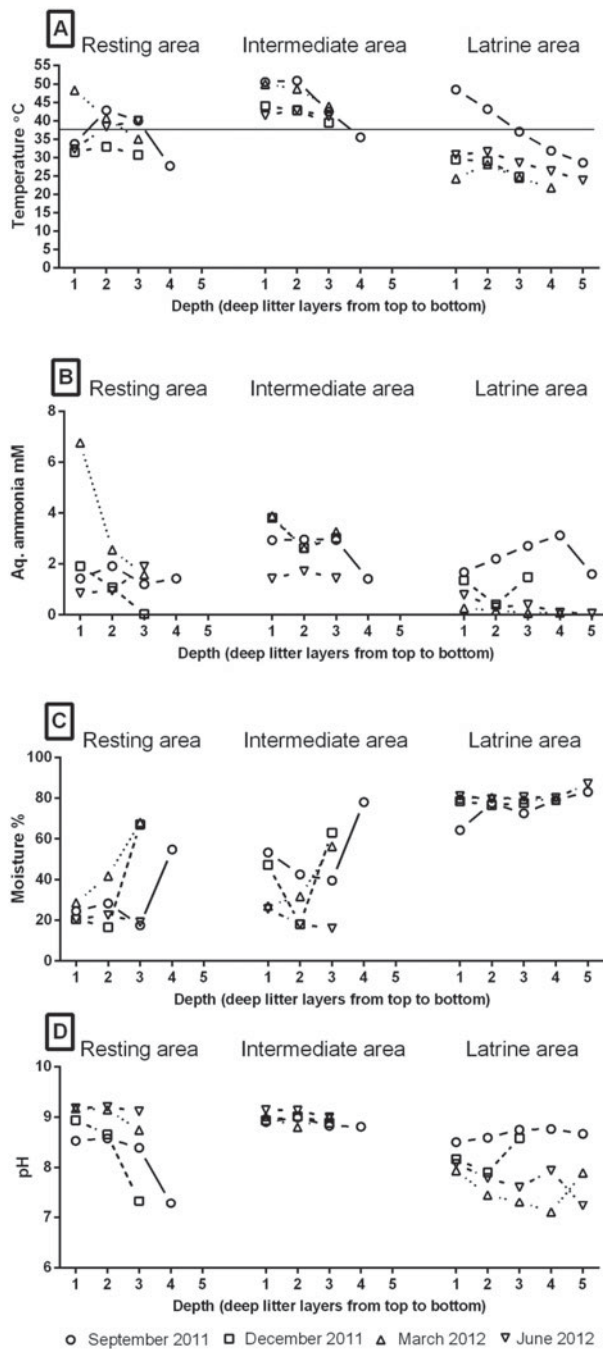 A
Resting area Intermediate area Latrine area
Temperature °C
55
50
45
40
35
30
25
20
15
10
5
0
1 2 3 4 5 1 2 3 4 5 1 2 3 4 5
Depth (deep litter layers from top to bottom)
B
Resting area Intermediate area Latrine area
Aq. ammonia mM
8
6
4
2
0
1 2 3 4 5 1 2 3 4 5 1 2 3 4 5
Depth (deep litter layers from top to bottom)
C
Resting area Intermediate area Latrine area
Moisture %
100
80
60
40
20
0
1 2 3 4 5 1 2 3 4 5 1 2 3 4 5
Depth (deep litter layers from top to bottom)
D
Resting area Intermediate area Latrine area
pH
10
9
8
7
6
1 2 3 4 5 1 2 3 4 5 1 2 3 4 5
Depth (deep litter layers from top to bottom)
September 2011 December 2011 March 2012 June 2012